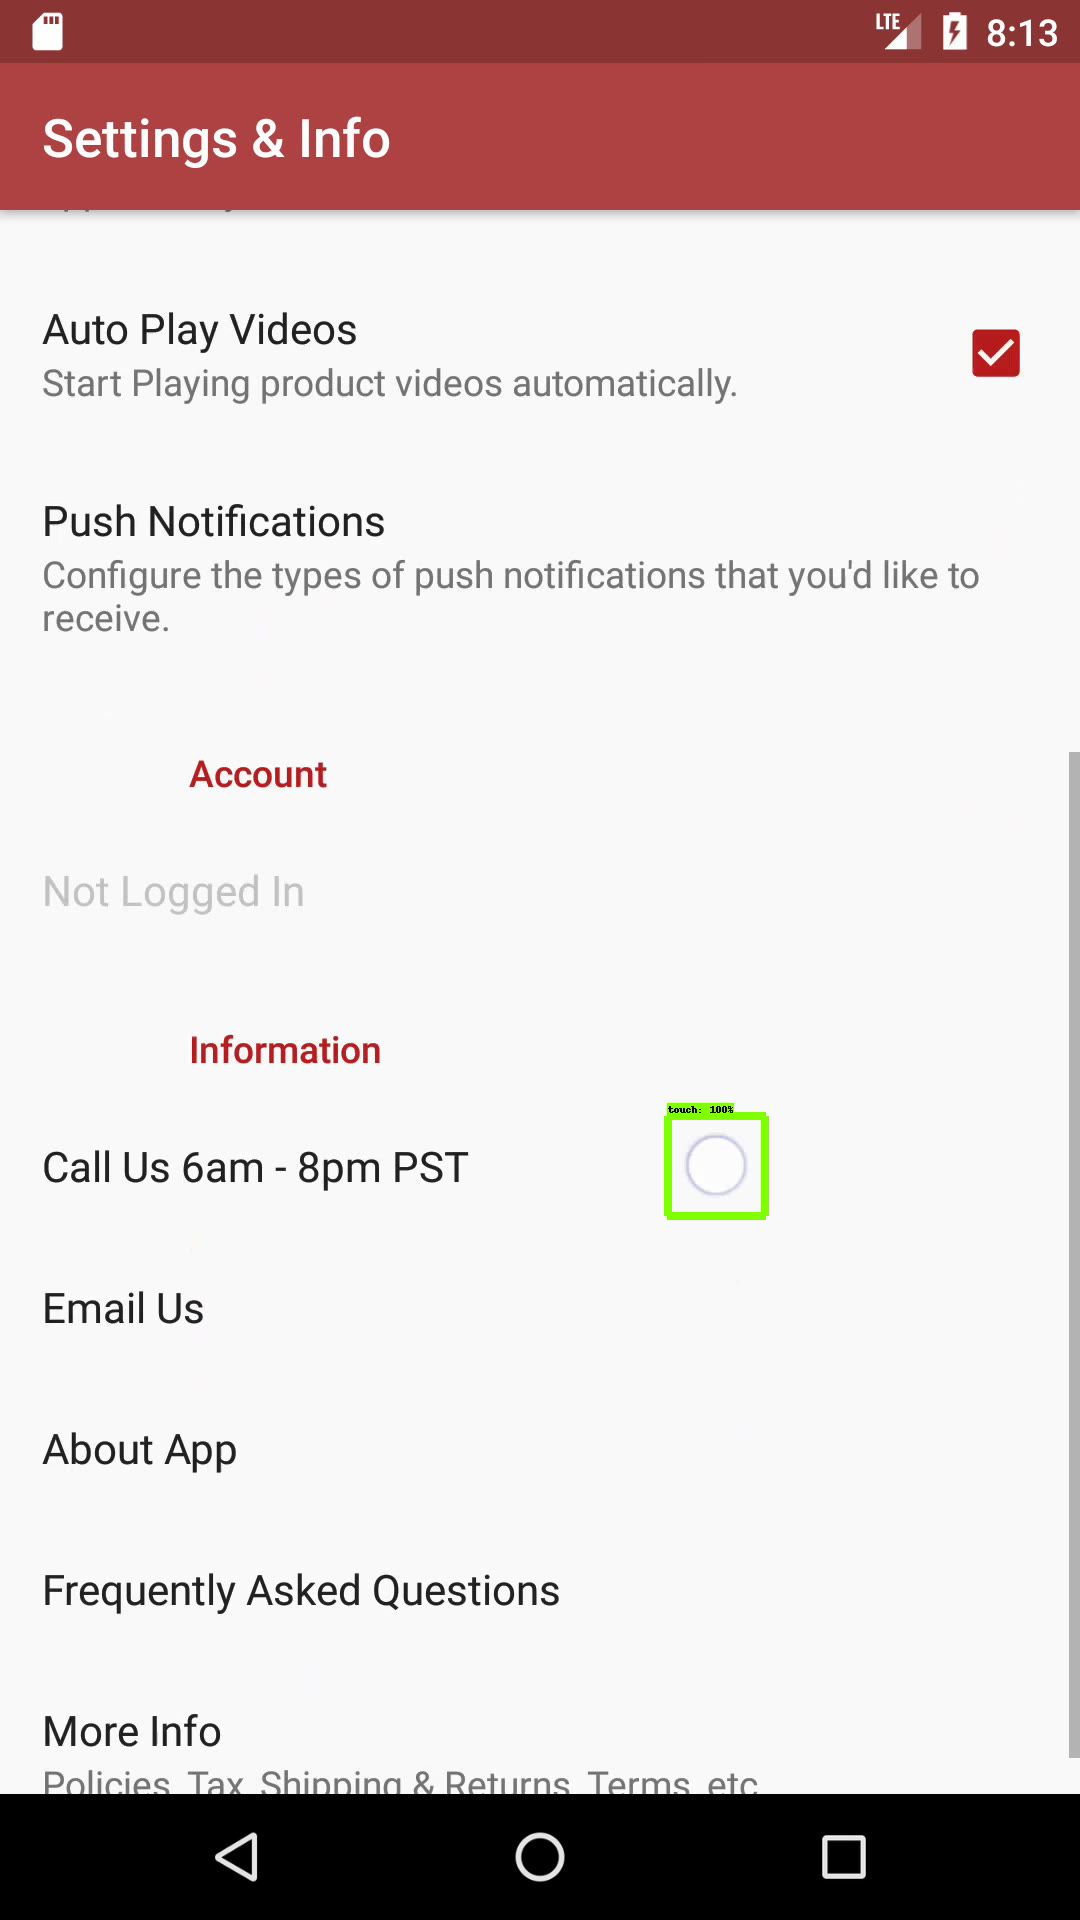 LTE 8:13
Settings & Info
Auto Play Videos
Start Playing product videos automatically.
Push Notifications
Configure the types of push notifications that you'd like to
receive.
Account
Not Logged In
Information
touch: 100%
Call Us 6am - 8pm PST
Email Us
About App
Frequently Asked Questions
More Info
Policies, Tax, Shipping & Returns, Terms, etc